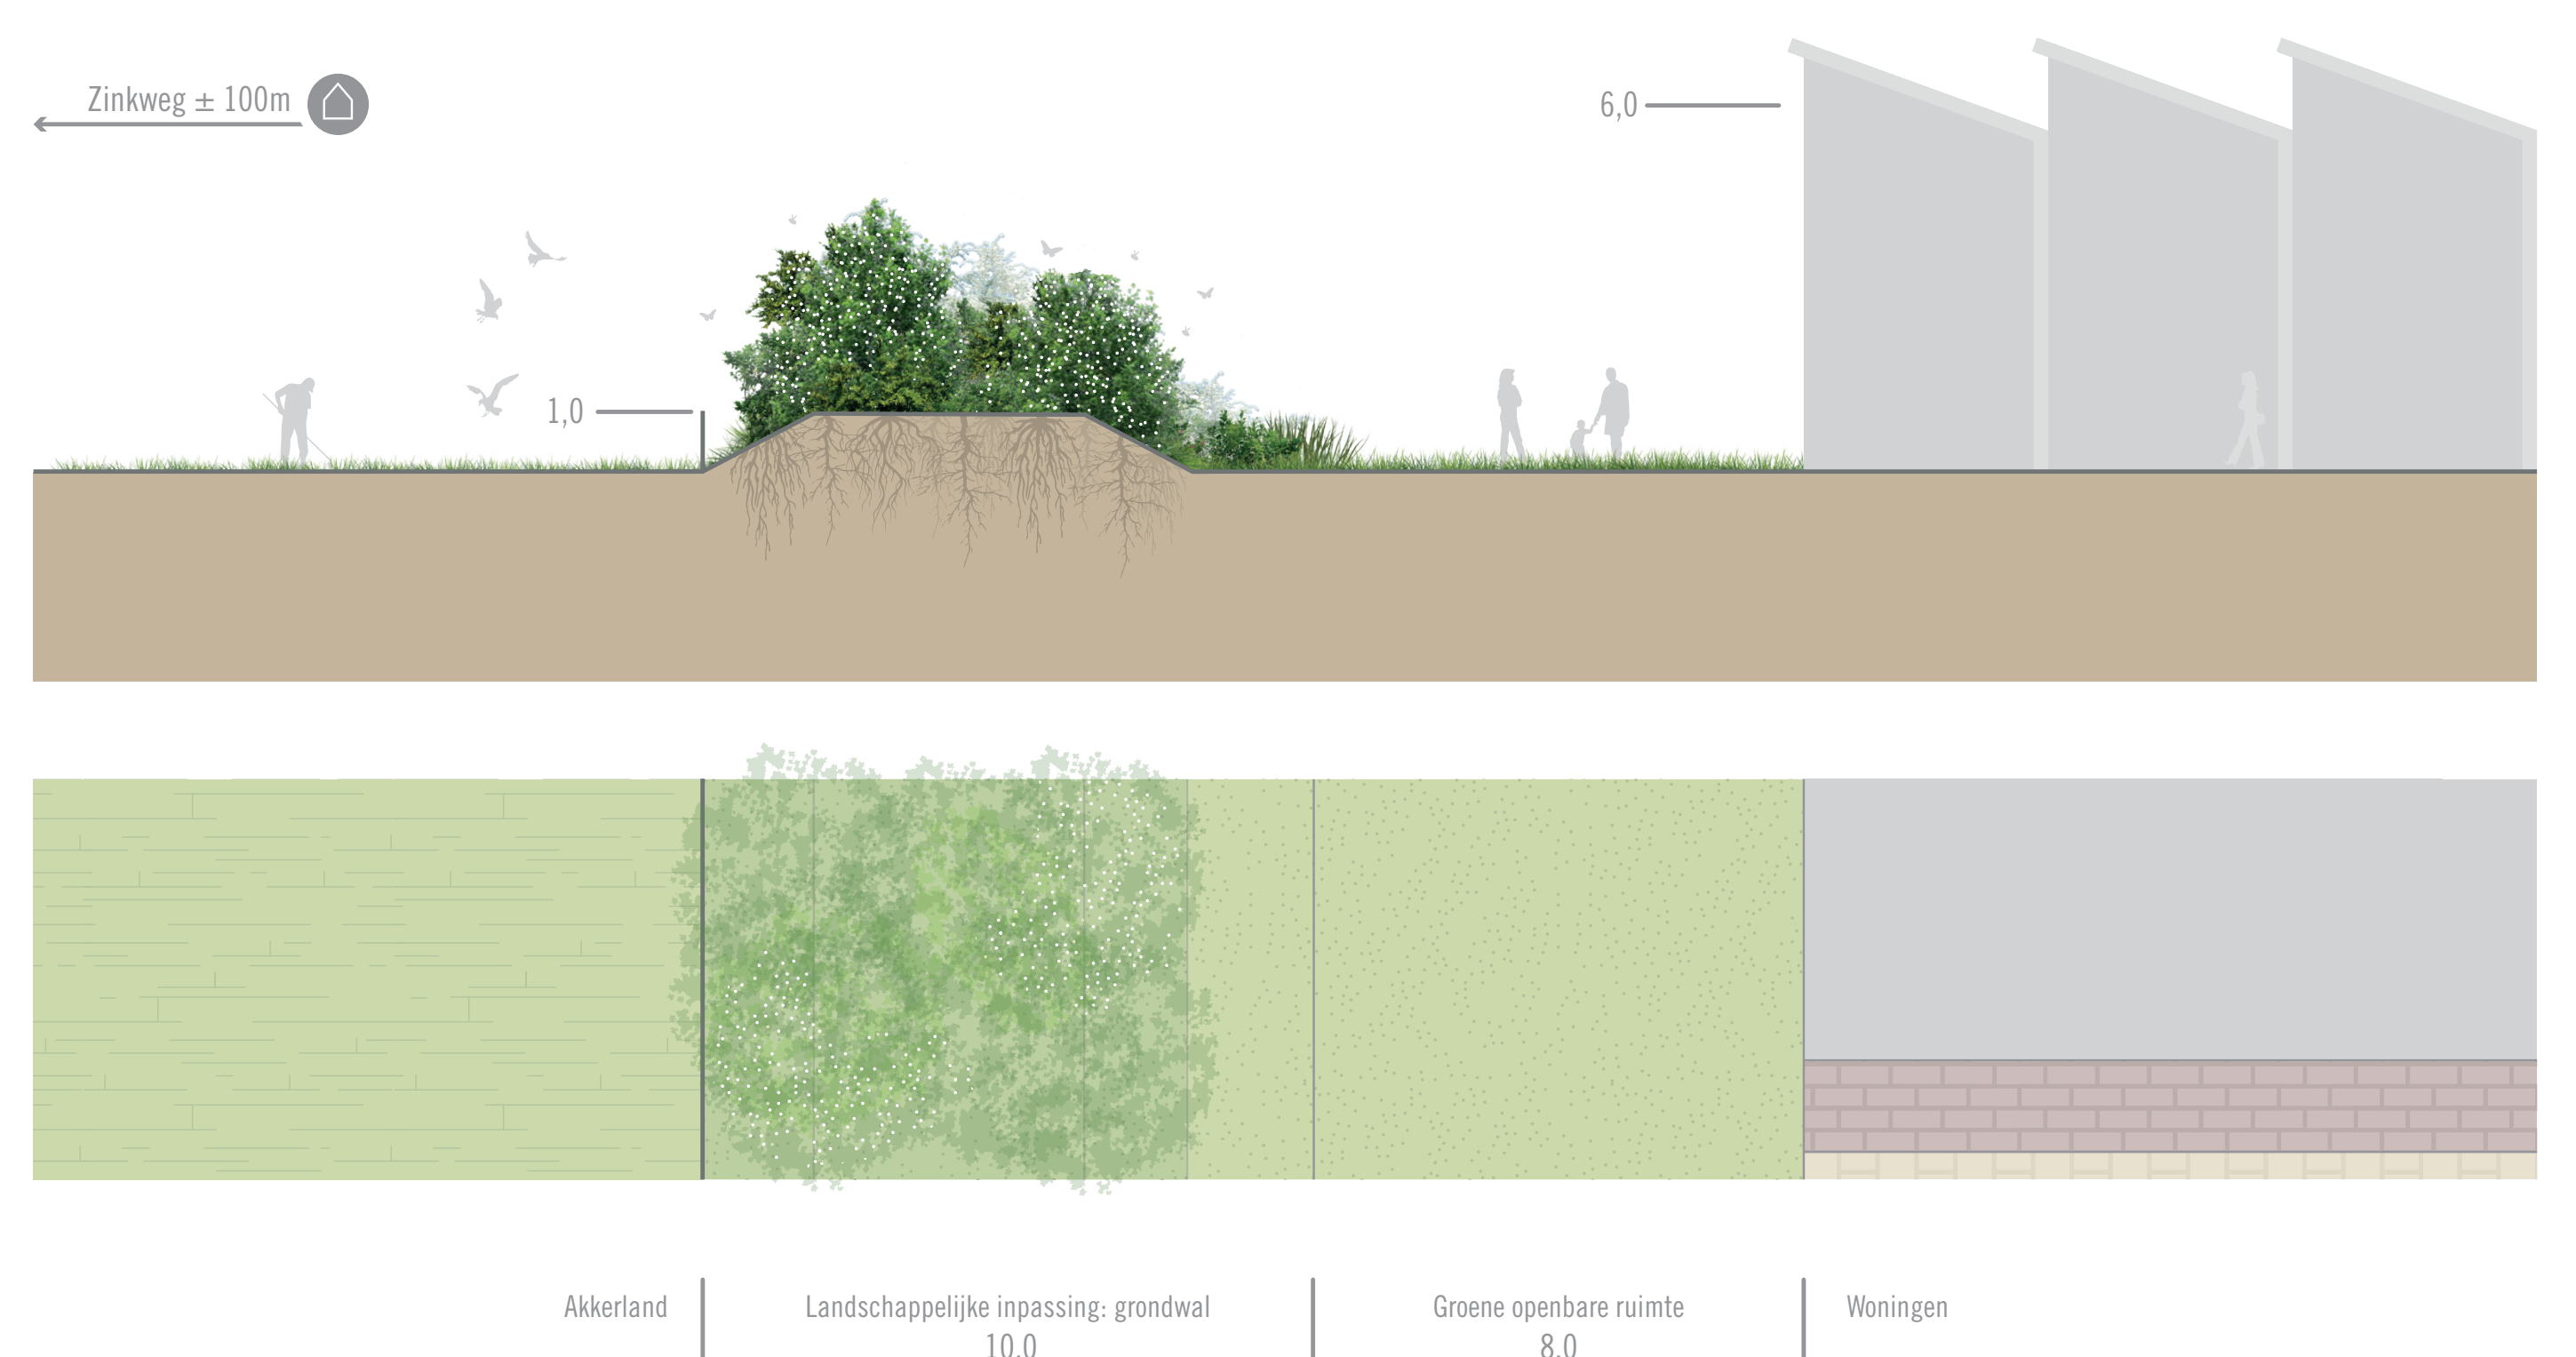 Zinkweg ± 100m
6,0
1,0
Akkerland
Landschappelijke inpassing: grondwal
10,0
Groene openbare ruimte
8,0
Woningen